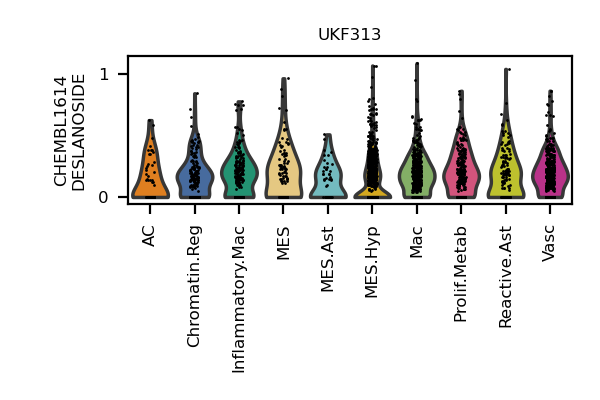 UKF313
CHEMBL1614
DESLANOSIDE
1
0
AC
Chromatin.Reg
Inflammatory.Mac
MES
MES.Ast
MES.Hyp
Mac
Prolif.Metab
Reactive.Ast
Vasc